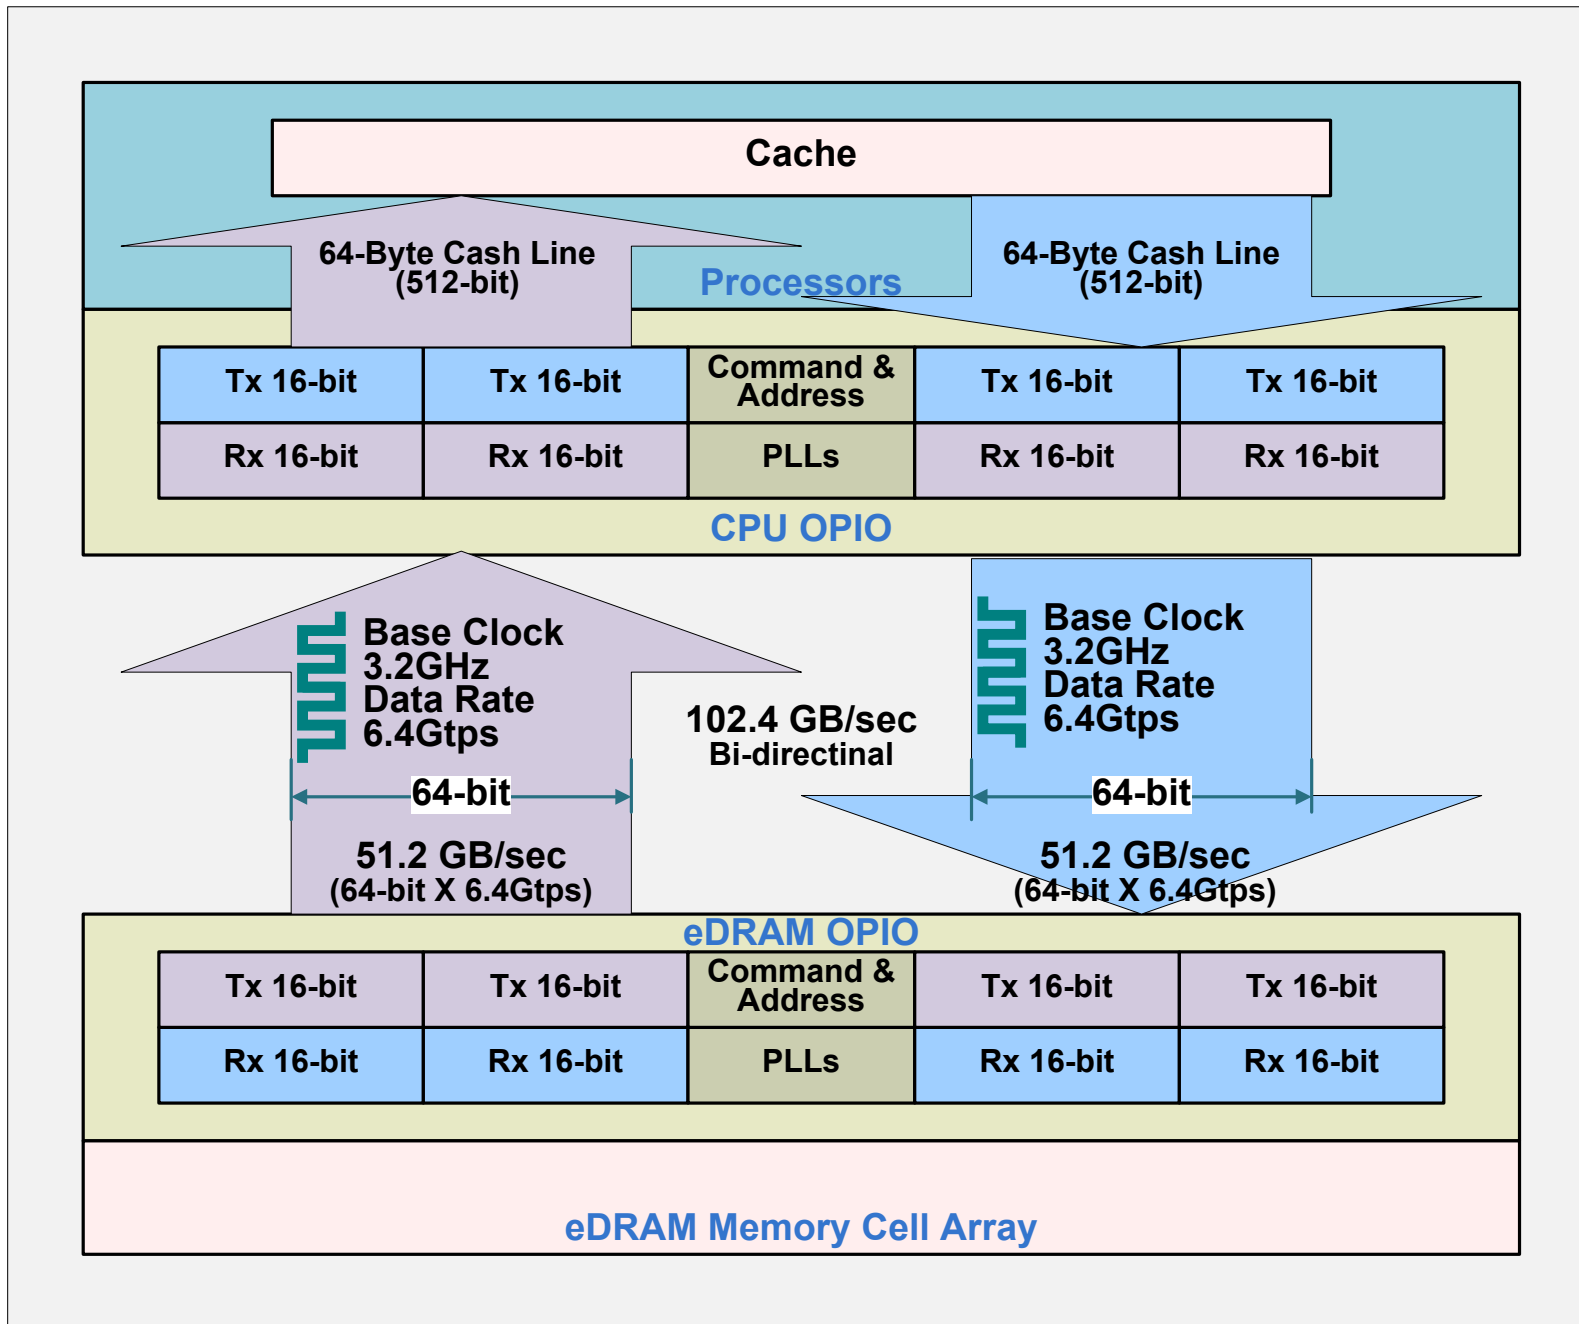 Cache
64-Byte Cash Line
(512-bit)
64-Byte Cash Line
(512-bit)
Processors
Tx 16-bit
Tx 16-bit
Command &
Address
Tx 16-bit
Tx 16-bit
Rx 16-bit
Rx 16-bit
PLLs
Rx 16-bit
Rx 16-bit
CPU OPIO
Base Clock
3.2GHz
Data Rate
6.4Gtps
64-bit
51.2 GB/sec
(64-bit X 6.4Gtps)
102.4 GB/sec
Bi-directinal
Base Clock
3.2GHz
Data Rate
6.4Gtps
64-bit
51.2 GB/sec
(64-bit X 6.4Gtps)
eDRAM OPIO
Tx 16-bit
Tx 16-bit
Command &
Address
Tx 16-bit
Tx 16-bit
Rx 16-bit
Rx 16-bit
PLLs
Rx 16-bit
Rx 16-bit
eDRAM Memory Cell Array